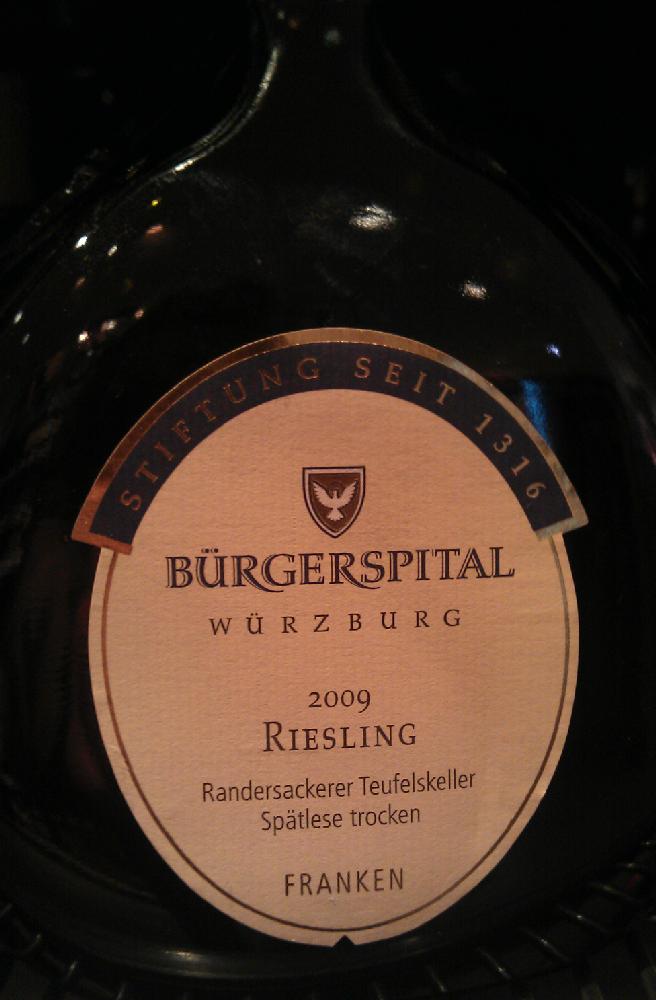 STIFTUNG SEIT 1316
BÜRGERSPITAL
WÜRZBURG
2009
RIESLING
Randersackerer Teufelskeller
Spätlese trocken
FRANKEN